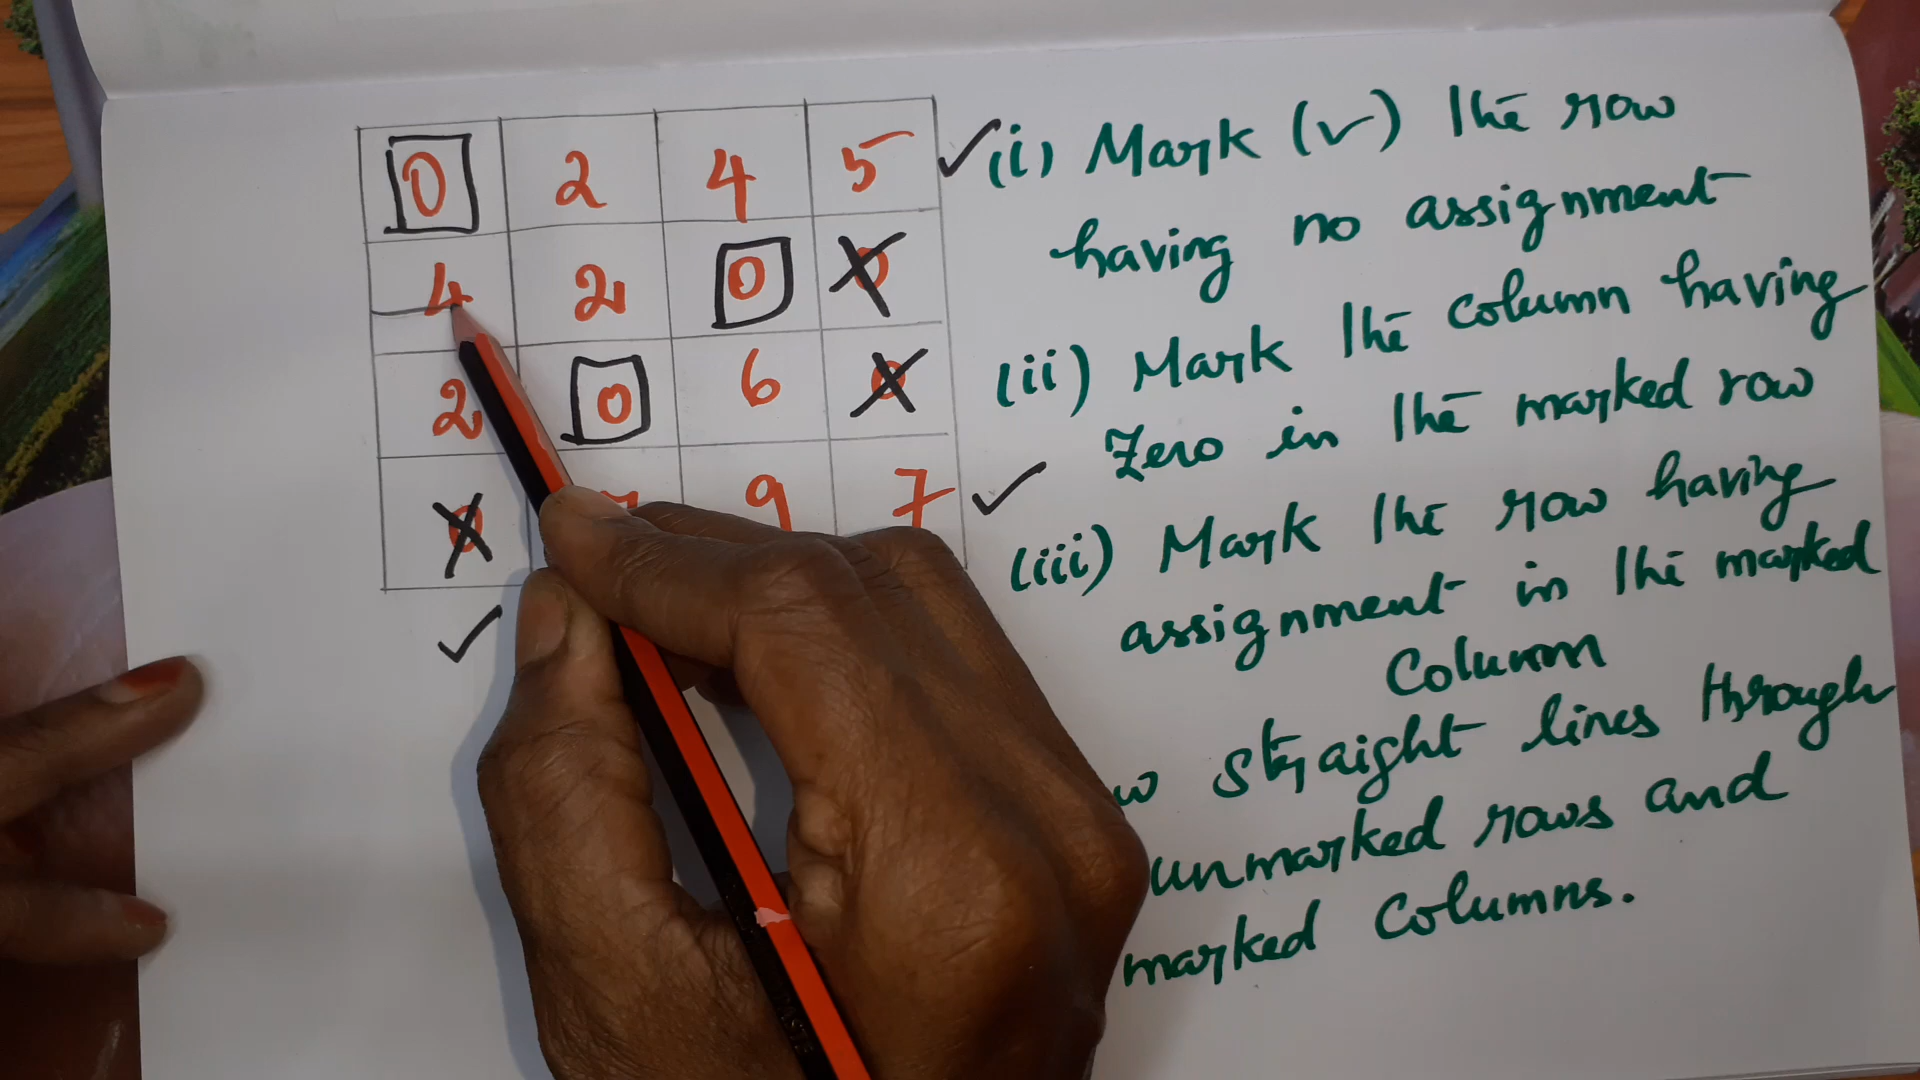 0 2 4 5 ✓
4 2 0 0
2 0 6 0
0 9 7 ✓
✓
(i) Mark (✓) the row
having no assignment
(ii) Mark the column having
Zero in the marked row
(iii) Mark the row having
assignment in the marked
Column
straight lines through
unmarked rows and
marked Columns.